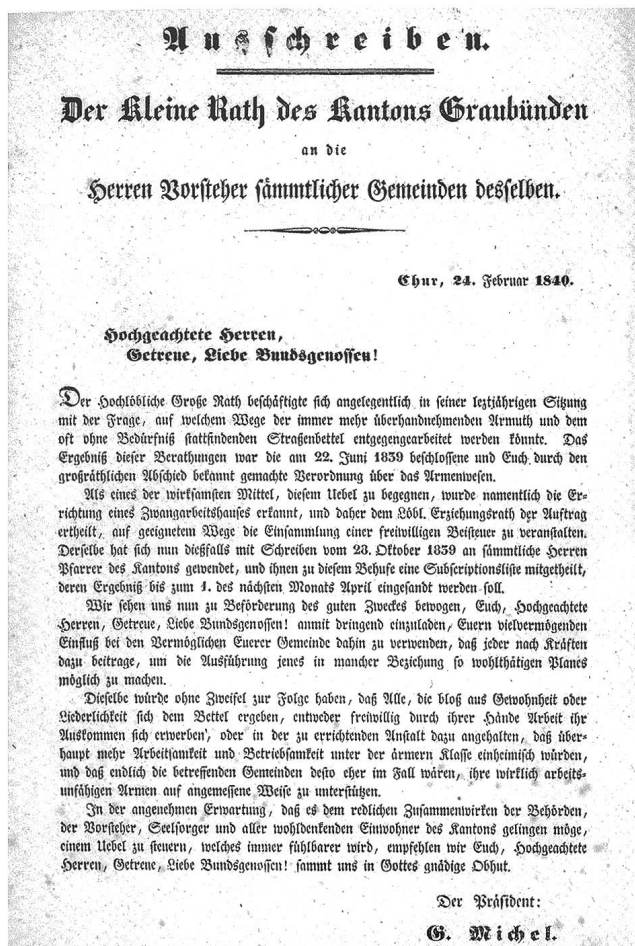 Ausschreiben.
Der Kleine Rath des Kantons Graubünden
an die
Herren Vorsteher sämmtlicher Gemeinden desselben.
Chur, 24. Februar 1840.
Hochgeachtete Herren,
Getreue, Liebe Bundsgenossen!
Der Hochlöbliche Große Rath beschäftigte sich angelegentlich in seiner leztjährigen Sitzung
mit der Frage, auf welchem Wege der immer mehr überhandnehmenden Armuth und dem
oft ohne Bedürfniß stattfindenden Straßenbettel entgegengearbeitet werden könnte. Das
Ergebniß dieser Berathungen war die am 22. Juni 1839 beschlossene und Euch durch den
großräthlichen Abschied bekannt gemachte Verordnung über das Armenwesen.
Als eines der wirksamsten Mittel, diesem Uebel zu begegnen, wurde namentlich die Er-
richtung eines Zwangarbeitshauses erkannt, und daher dem Löbl. Erziehungsrath der Auftrag
ertheilt, auf geeignetem Wege die Einsammlung einer freiwilligen Beisteuer zu veranstalten.
Derselbe hat sich nun dießfalls mit Schreiben vom 23. Oktober 1839 an sämmtliche Herren
Pfarrer des Kantons gewendet, und ihnen zu diesem Behufe eine Subscriptionsliste mitgetheilt,
deren Ergebniß bis zum 1. des nächsten Monats April eingesandt werden soll.
Wir sehen uns nun zu Beförderung des guten Zweckes bewogen, Euch, Hochgeachtete
Herren, Getreue, Liebe Bundsgenossen! anmit dringend einzuladen, Euern vielvermögenden
Einfluß bei den Vermöglichen Euerer Gemeinde dahin zu verwenden, daß jeder nach Kräften
dazu beitrage, um die Ausführung jenes in mancher Beziehung so wohlthätigen Planes
möglich zu machen.
Dieselbe würde ohne Zweifel zur Folge haben, daß Alle, die bloß aus Gewohnheit oder
Liederlichkeit sich dem Bettel ergeben, entweder freiwillig durch ihrer Hände Arbeit ihr
Auskommen sich erwerben, oder in der zu errichtenden Anstalt dazu angehalten, daß über-
haupt mehr Arbeitsamkeit und Betriebsamkeit unter der ärmern Klasse einheimisch würden,
und daß endlich die betreffenden Gemeinden desto eher im Fall wären, ihre wirklich arbeits-
unfähigen Armen auf angemessene Weise zu unterstützen.
In der angenehmen Erwartung, daß es dem redlichen Zusammenwirken der Behörden,
der Vorsteher, Seelsorger und aller wohldenkenden Einwohner des Kantons gelingen möge,
einem Uebel zu steuern, welches immer fühlbarer wird, empfehlen wir Euch, Hochgeachtete
Herren, Getreue, Liebe Bundsgenossen! sammt uns in Gottes gnädige Obhut.
Der Präsident:
G. Michel.